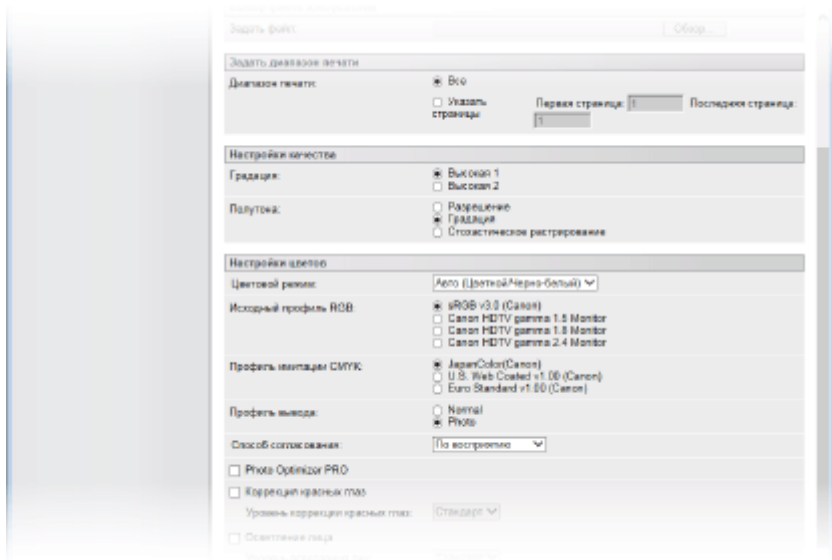 Задать файл: Обзор...
Задать диапазон печати
Диапазон печати: Все
Указать Первая страница: 1 Последняя страница:
страницы 1
Настройки качества
Градация: Высокая 1
Высокая 2
Полутона: Разрешение
Градация
Стохастическое растрирование
Настройки цветов
Цветовой режим: Авто (Цветной/Черно-белый)
Исходный профиль RGB: sRGB v3.0 (Canon)
Canon HDTV gamma 1.5 Monitor
Canon HDTV gamma 1.8 Monitor
Canon HDTV gamma 2.4 Monitor
Профиль имитации CMYK: JapanColor(Canon)
U.S. Web Coated v1.00 (Canon)
Euro Standard v1.00 (Canon)
Профиль вывода: Normal
Photo
Способ согласования: По восприятию
Photo Optimizer PRO
Коррекция красных глаз
Уровень коррекции красных глаз: Стандарт
Осветление лица